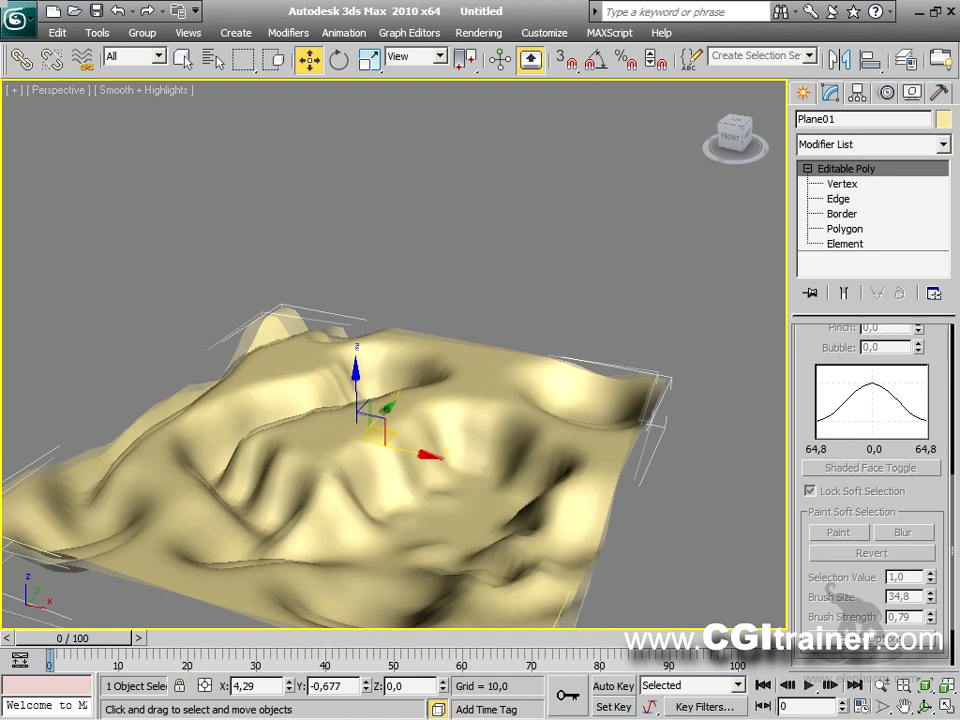 Autodesk 3ds Max 2010 x64 Untitled
Type a keyword or phrase
Edit Tools Group Views Create Modifiers Animation Graph Editors Rendering Customize MAXScript Help
All
View
3
ABC
Create Selection Se
[ + ] [ Perspective ] [ Smooth + Highlights ]
FRONT
Plane01
Modifier List
Editable Poly
Vertex
Edge
Border
Polygon
Element
Pinch: 0,0
Bubble: 0,0
64,8 0,0 64,8
Shaded Face Toggle
Lock Soft Selection
Paint Soft Selection
Paint Blur
Revert
Selection Value 1,0
Brush Size 34,8
Brush Strength 0,79
z
z
x
www.CGItrainer.com
< 0 / 100 >
0 10 20 30 40 50 60 70 80 90 100
1 Object Sele X: 4,29 Y: -0,677 Z: 0,0 Grid = 10,0
Auto Key Selected
Welcome to M
Click and drag to select and move objects
Add Time Tag
Set Key Key Filters... 0